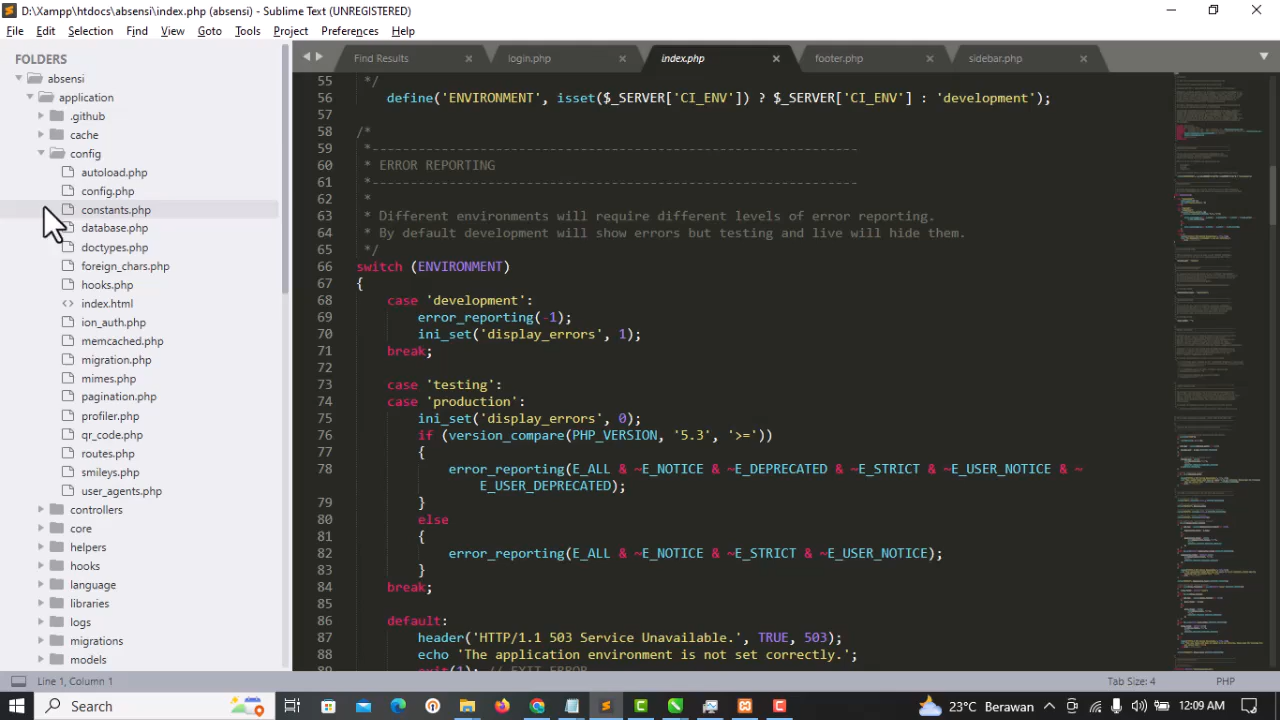 D:\Xampp\htdocs\absensi\index.php (absensi) - Sublime Text (UNREGISTERED)
File Edit Selection Find View Goto Tools Project Preferences Help
FOLDERS
absensi
application
.github
cache
config
autoload.php
config.php
constants.php
database.php
doctypes.php
foreign_chars.php
hooks.php
index.html
ion_auth.php
memcached.php
migration.php
mimes.php
pagination.php
profiler.php
qr_code.php
routes.php
smileys.php
user_agents.php
controllers
core
helpers
hooks
language
libraries
logs
migrations
models
Find Results login.php index.php footer.php sidebar.php
55 */
56 define('ENVIRONMENT', isset($_SERVER['CI_ENV']) ? $_SERVER['CI_ENV'] : 'development');
57
58 /*
59 *---------------------------------------------------------------
60 * ERROR REPORTING
61 *---------------------------------------------------------------
62 *
63 * Different environments will require different levels of error reporting.
64 * By default development will show errors but testing and live will hide them.
65 */
66 switch (ENVIRONMENT)
67 {
68 case 'development':
69 error_reporting(-1);
70 ini_set('display_errors', 1);
71 break;
72
73 case 'testing':
74 case 'production':
75 ini_set('display_errors', 0);
76 if (version_compare(PHP_VERSION, '5.3', '>='))
77 {
78 error_reporting(E_ALL & ~E_NOTICE & ~E_DEPRECATED & ~E_STRICT & ~E_USER_NOTICE & ~
E_USER_DEPRECATED);
79 }
80 else
81 {
82 error_reporting(E_ALL & ~E_NOTICE & ~E_STRICT & ~E_USER_NOTICE);
83 }
84 break;
85
86 default:
87 header('HTTP/1.1 503 Service Unavailable.', TRUE, 503);
88 echo 'The application environment is not set correctly.';
89 exit(1); // EXIT_ERROR
Line 1, Column 1
Tab Size: 4 PHP
Search
23°C Berawan
12:09 AM